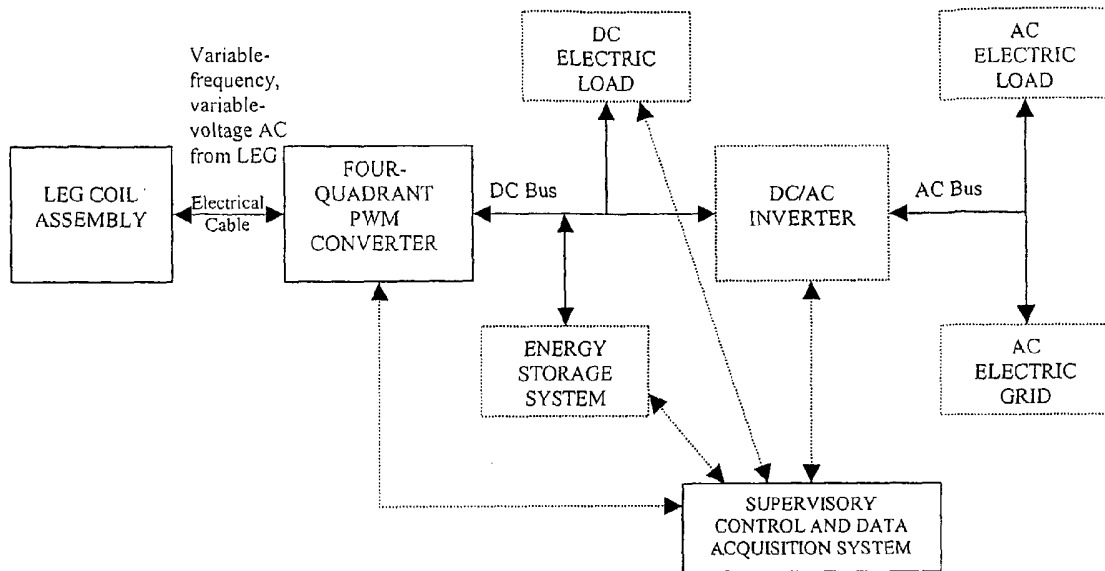 Variable-
frequency,
variable-
voltage AC
from LEG
DC
ELECTRIC
LOAD
AC
ELECTRIC
LOAD
LEG COIL
ASSEMBLY
Electrical
Cable
FOUR-
QUADRANT
PWM
CONVERTER
DC Bus
DC/AC
INVERTER
AC Bus
ENERGY
STORAGE
SYSTEM
AC
ELECTRIC
GRID
SUPERVISORY
CONTROL AND DATA
ACQUISITION SYSTEM